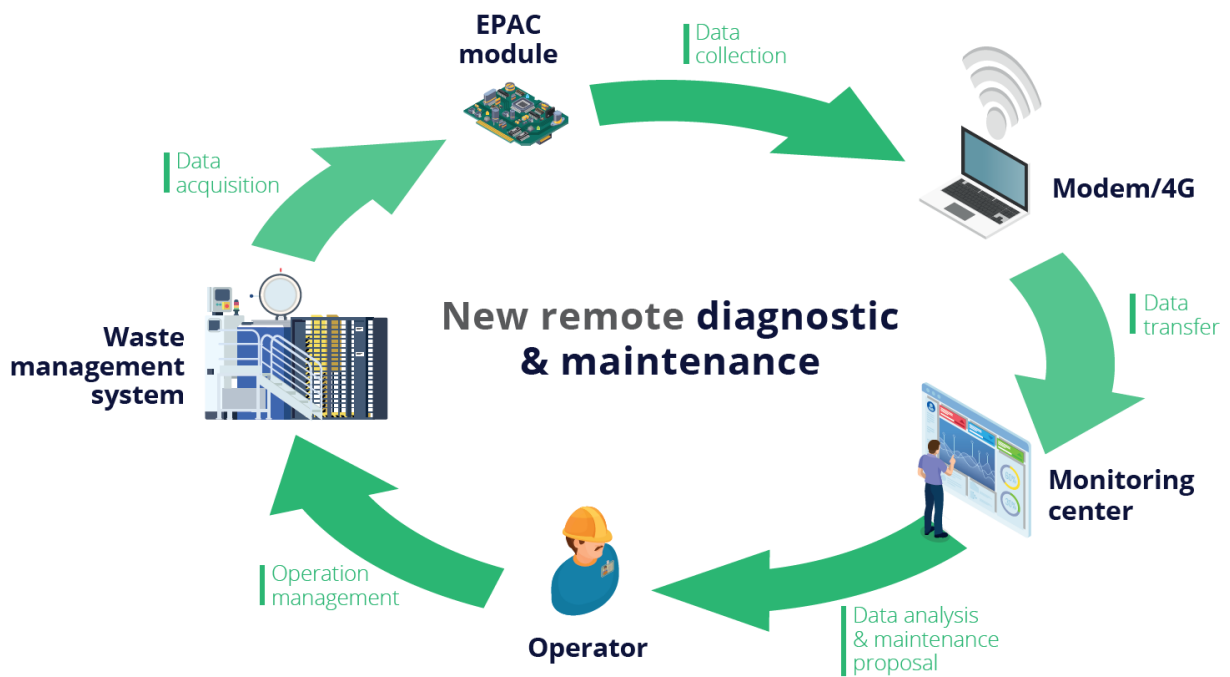 EPAC
module
Data
collection
Modem/4G
Data
transfer
Monitoring
center
Data analysis
& maintenance
proposal
Operator
Operation
management
Waste
management
system
Data
acquisition
New remote diagnostic
& maintenance